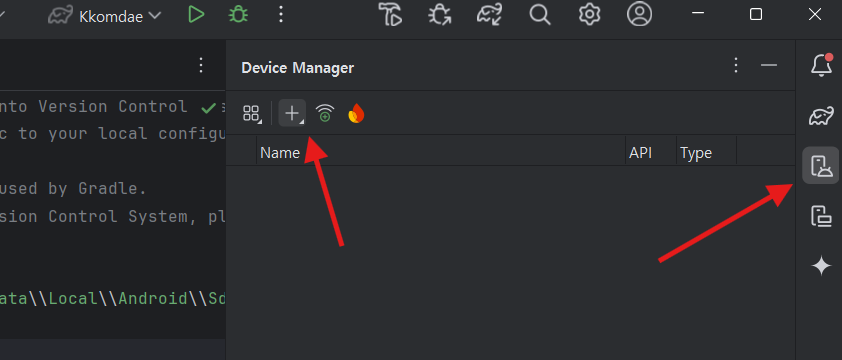 Kkomdae
Device Manager
nto Version Control
c to your local configu
Name API Type
used by Gradle.
sion Control System, pl
ata\\Local\\Android\\Sd